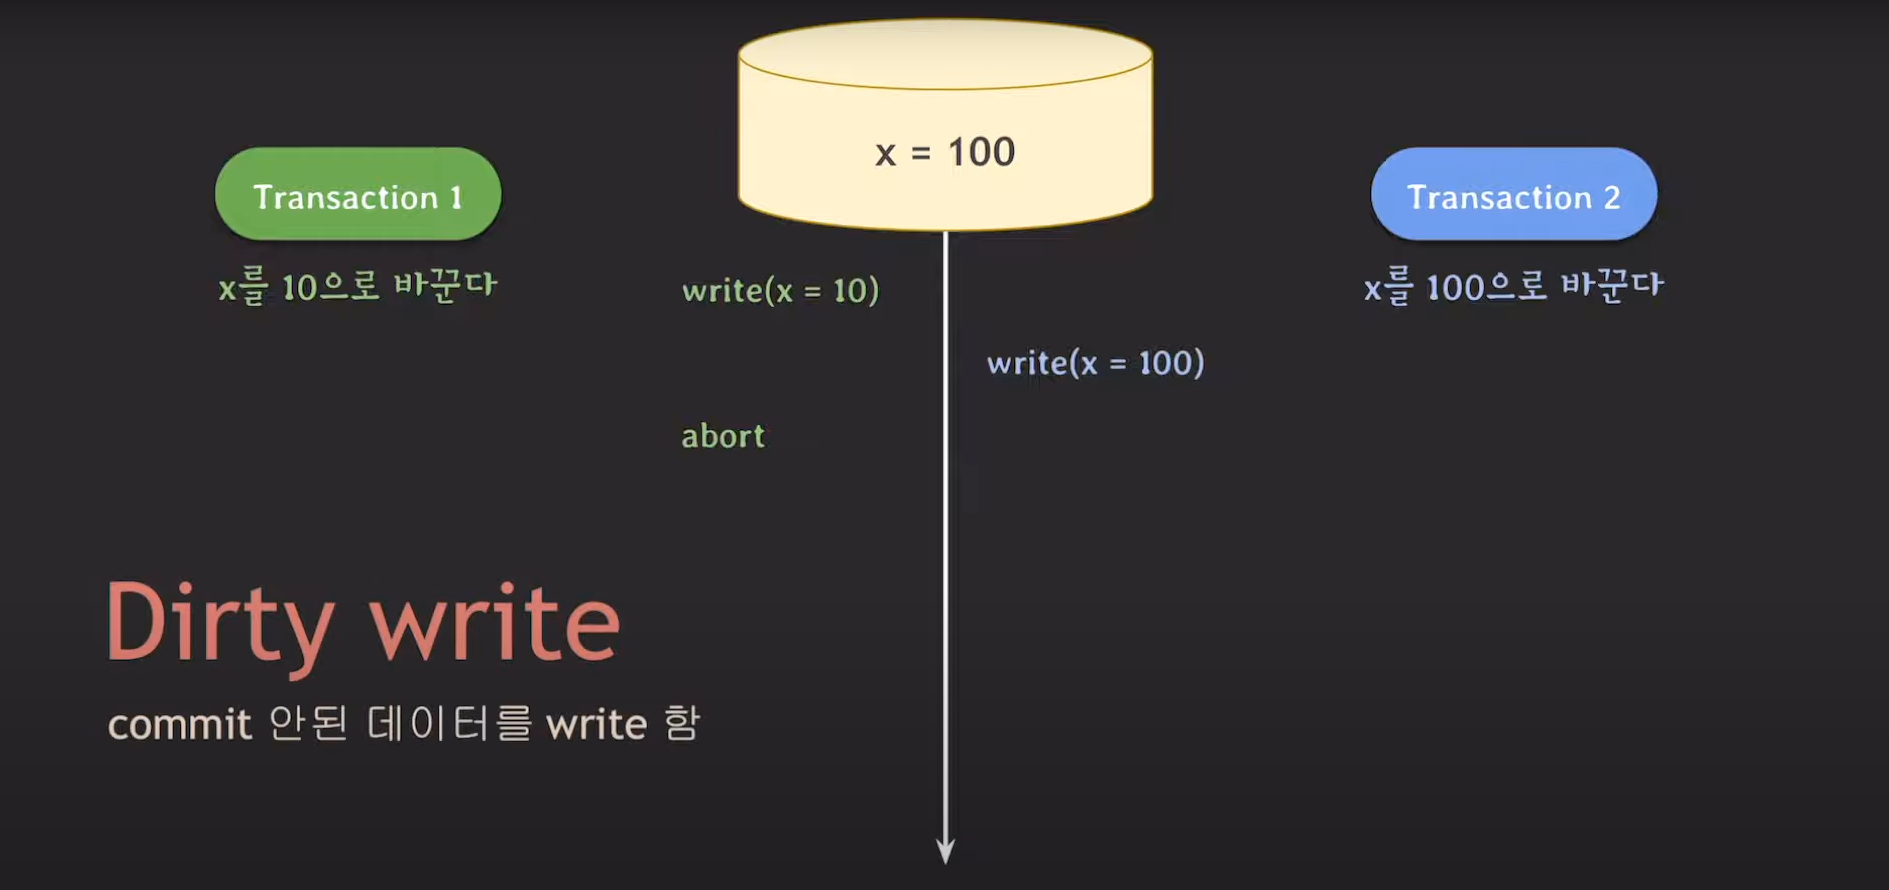 x = 100
Transaction 1
Transaction 2
x를 10으로 바꾼다
write(x = 10)
x를 100으로 바꾼다
write(x = 100)
abort
Dirty write
commit 안된 데이터를 write 함